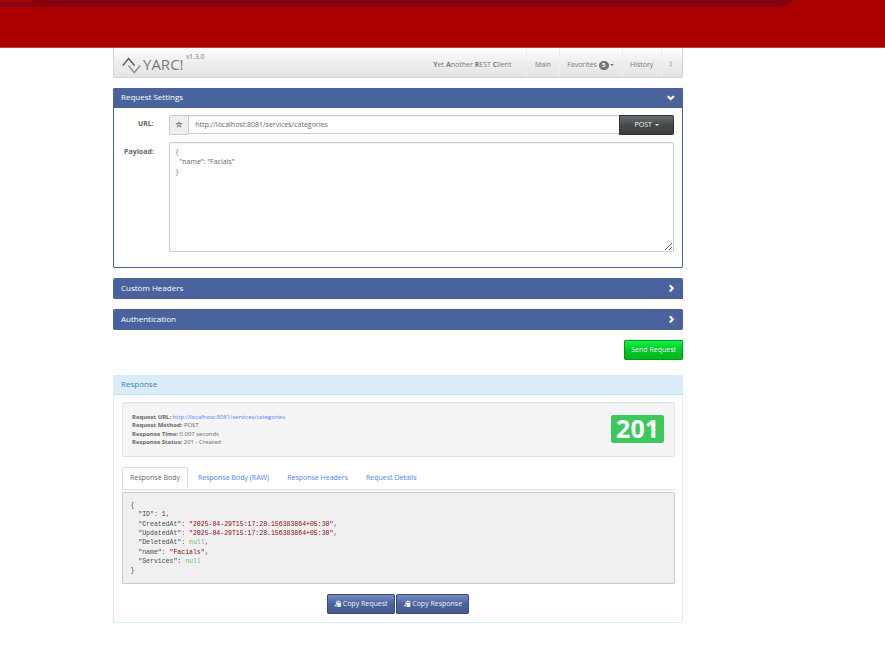 YARC! v1.3.0
Yet Another REST Client Main Favorites 5 History
Request Settings
URL: http://localhost:8081/services/categories POST
Payload: {
"name": "Facials"
}
Custom Headers
Authentication
Send Request
Response
Request URL: http://localhost:8081/services/categories
Request Method: POST
Response Time: 0.007 seconds
Response Status: 201 - Created
201
Response Body Response Body (RAW) Response Headers Request Details
{
"ID": 1,
"CreatedAt": "2025-04-29T15:17:28.156383864+05:30",
"UpdatedAt": "2025-04-29T15:17:28.156383864+05:30",
"DeletedAt": null,
"name": "Facials",
"Services": null
}
Copy Request Copy Response